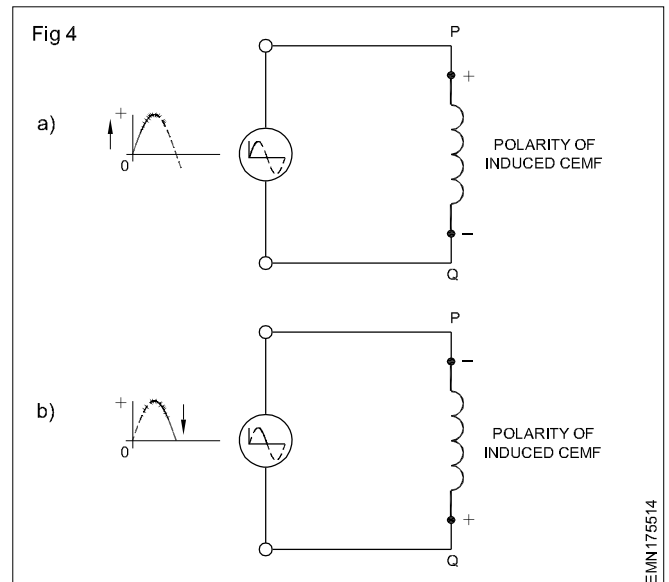 Fig 4
P
+
a)
+
0
POLARITY OF
INDUCED CEMF
–
Q
P
–
b)
+
0
POLARITY OF
INDUCED CEMF
+
Q
EMN175514